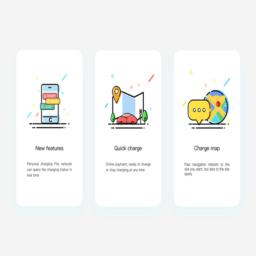 New features
Personal charging File network
can query the charging status in
real time
Quick charge
Online payment, ready to charge
or stop charging at any time
Charge map
Fast navigation network to the
site you want, but also to the site
query